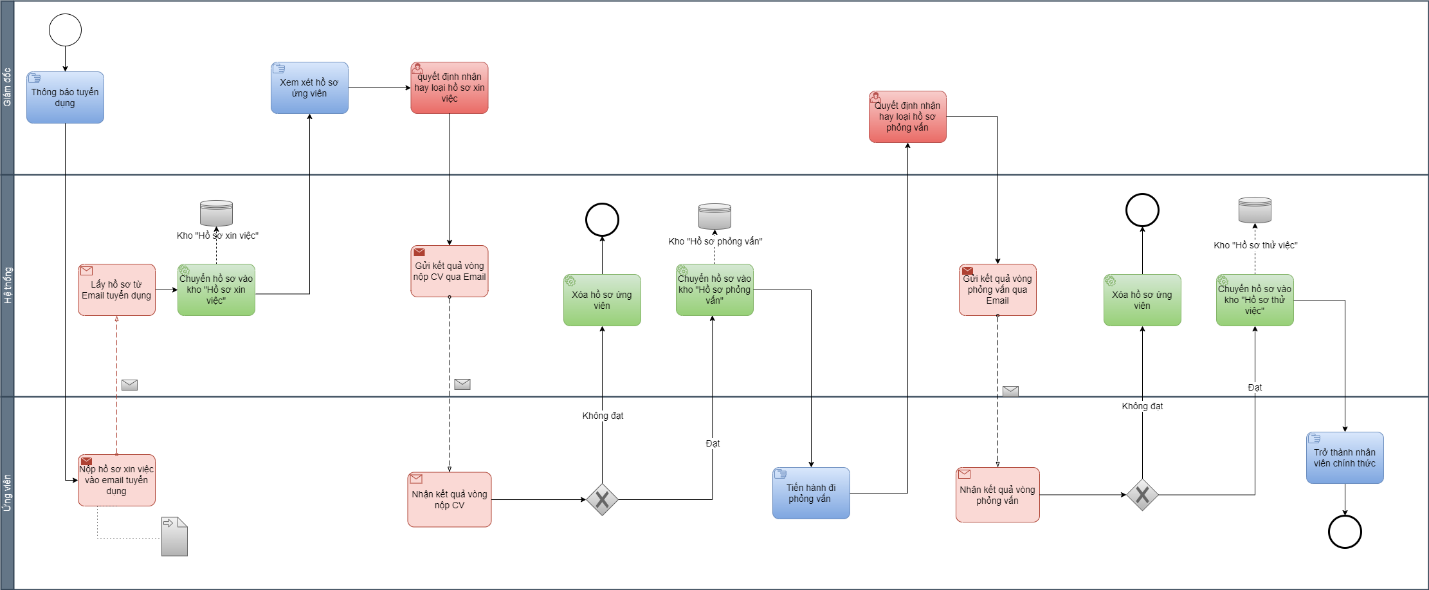 Giám đốc
Thông báo tuyển
dụng
Xem xét hồ sơ
ứng viên
quyết định nhận
hay loại hồ sơ xin
việc
Quyết định nhận
hay loại hồ sơ
phỏng vấn
Hệ thống
Kho "Hồ sơ xin việc"
Lấy hồ sơ từ
Email tuyển dụng
Chuyển hồ sơ vào
kho "Hồ sơ xin
việc"
Gửi kết quả vòng
nộp CV qua Email
Xóa hồ sơ ứng
viên
Kho "Hồ sơ phỏng vấn"
Chuyển hồ sơ vào
kho "Hồ sơ phỏng
vấn"
Gửi kết quả vòng
phỏng vấn qua
Email
Xóa hồ sơ ứng
viên
Kho "Hồ sơ thử việc"
Chuyển hồ sơ vào
kho "Hồ sơ thử
việc"
Ứng viên
Nộp hồ sơ xin việc
vào email tuyển
dụng
Nhận kết quả vòng
nộp CV
Không đạt
Đạt
Tiến hành đi
phỏng vấn
Nhận kết quả vòng
phỏng vấn
Không đạt
Đạt
Trở thành nhân
viên chính thức